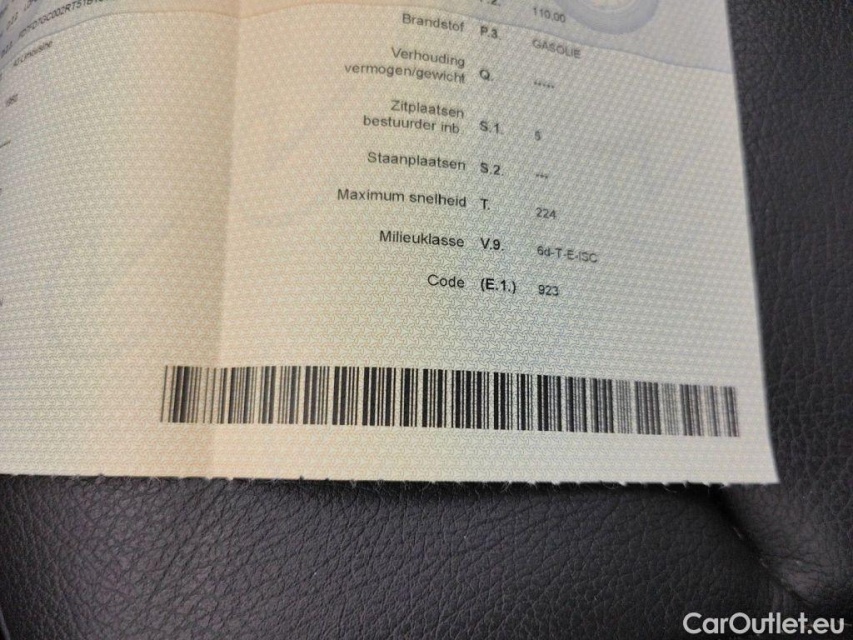 110.00
Brandstof P.3. GASOLIE
Verhouding
vermogen/gewicht Q. .....
Zitplaatsen
bestuurder inb. S.1. 5
Staanplaatsen S.2. ...
Maximum snelheid T. 224
Milieuklasse V.9. 6d-T-E-ISC
Code (E.1.) 923
CarOutlet.eu